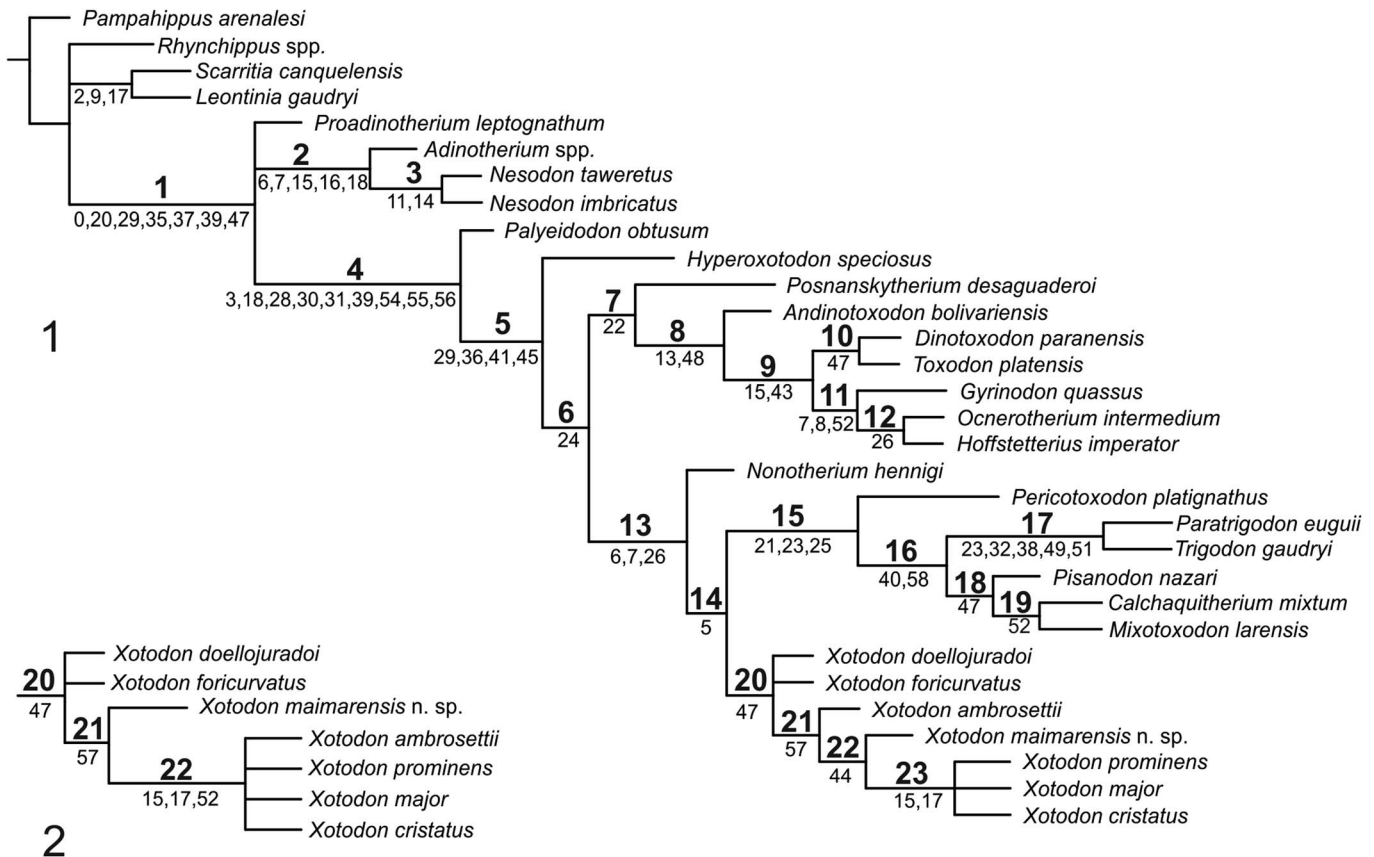 Pampahippus arenalesi
Rhynchippus spp.
Scarritia canquelensis
2,9,17
Leontinia gaudryi
Proadinotherium leptognathum
2
Adinotherium spp.
6,7,15,16,18
3
Nesodon taweretus
1
11,14
Nesodon imbricatus
0,20,29,35,37,39,47
Palyeidodon obtusum
4
Hyperoxotodon speciosus
3,18,28,30,31,39,54,55,56
7
Posnanskytherium desaguaderoi
22
Andinotoxodon bolivariensis
1
5
8
10
Dinotoxodon paranensis
29,36,41,45
13,48
47
Toxodon platensis
9
15,43
11
Gyrinodon quassus
6
7,8,52
12
Ocnerotherium intermedium
24
26
Hoffstetterius imperator
Nonotherium hennigi
15
Pericotoxodon platignathus
13
21,23,25
17
Paratrigodon euguii
6,7,26
16
23,32,38,49,51
Trigodon gaudryi
40,58
18
Pisanodon nazari
14
47
19
Calchaquitherium mixtum
5
52
Mixotoxodon larensis
Xotodon doellojuradoi
Xotodon doellojuradoi
20
Xotodon foricurvatus
20
Xotodon foricurvatus
47
Xotodon maimarensis n. sp.
47
21
Xotodon ambrosettii
21
57
Xotodon ambrosettii
57
22
Xotodon maimarensis n. sp.
22
Xotodon prominens
44
23
Xotodon prominens
15,17,52
Xotodon major
15,17
Xotodon major
2
Xotodon cristatus
Xotodon cristatus